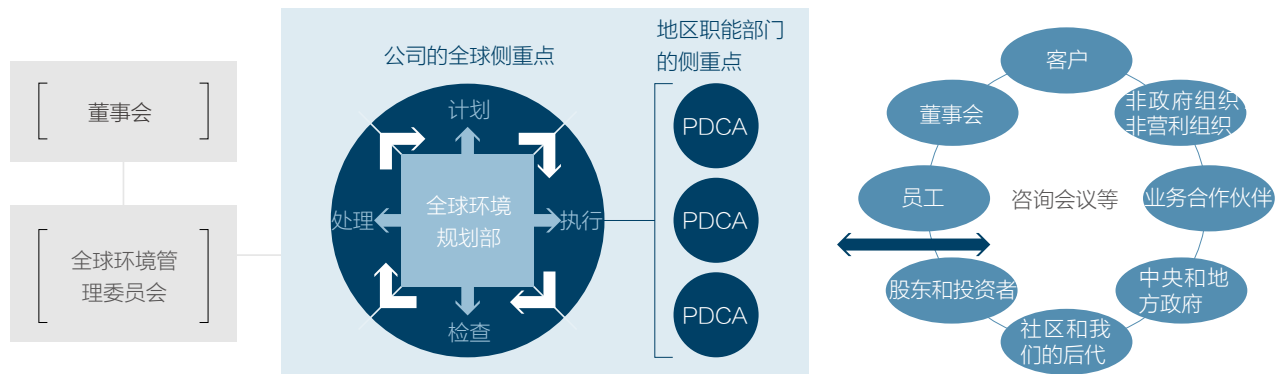 董事会
全球环境管
理委员会
公司的全球侧重点
计划
处理
全球环境
规划部
执行
检查
地区职能部门
的侧重点
PDCA
PDCA
PDCA
客户
董事会
非政府组织
非营利组织
员工
咨询会议等
业务合作伙伴
股东和投资者
中央和地
方政府
社区和我
们的后代